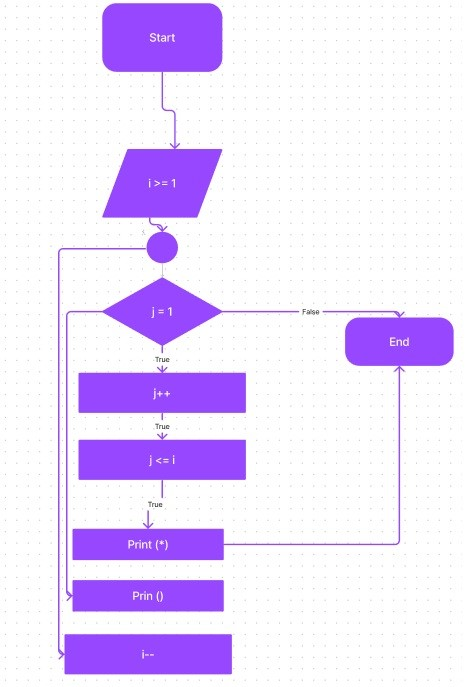 Start
i >= 1
j = 1
False
End
True
j++
True
j <= i
True
Print (*)
Prin ()
i--